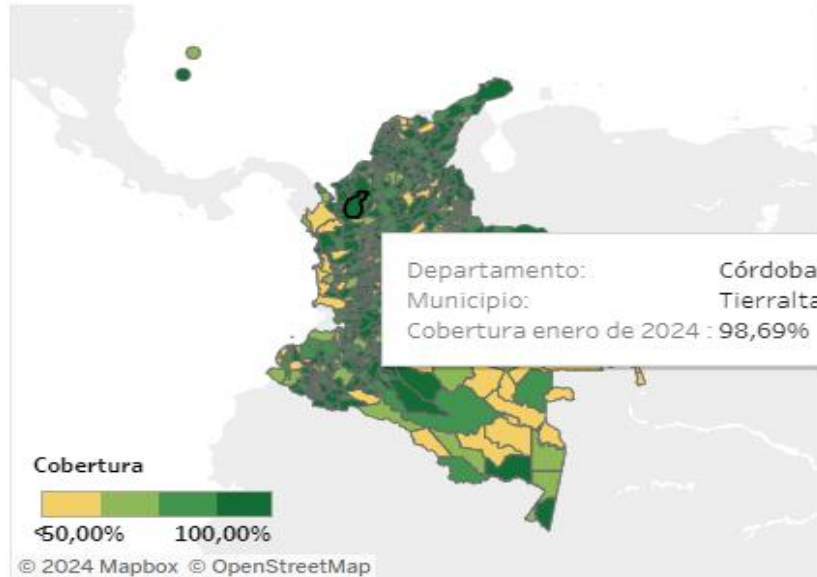 Departamento: Córdoba
Municipio: Tierralta
Cobertura enero de 2024 : 98,69%
Cobertura
<50,00% 100,00%
© 2024 Mapbox © OpenStreetMap